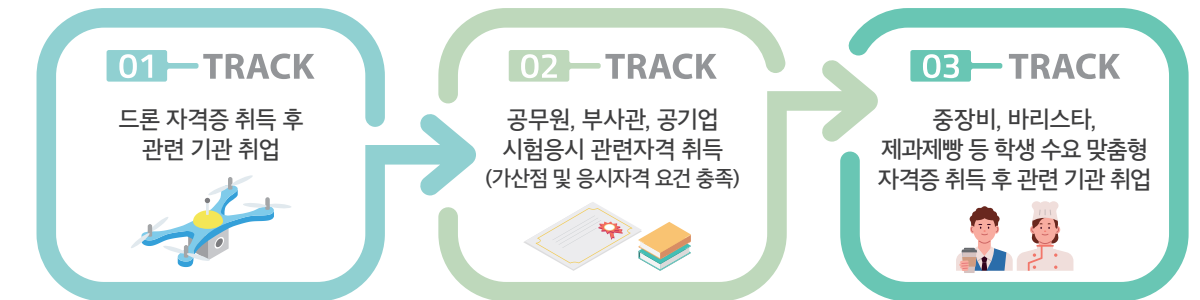 01 TRACK
드론 자격증 취득 후
관련 기관 취업
02 TRACK
공무원, 부사관, 공기업
시험응시 관련자격 취득
(가산점 및 응시자격 요건 충족)
03 TRACK
중장비, 바리스타,
제과제빵 등 학생 수요 맞춤형
자격증 취득 후 관련 기관 취업